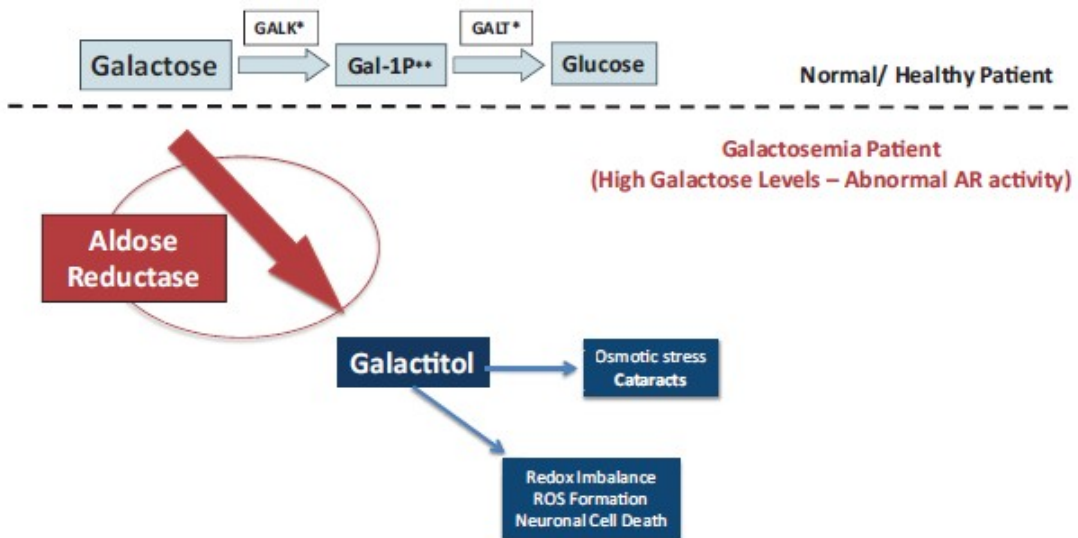 GALK*
GALT*
Galactose
Gal-1P**
Glucose
Normal/ Healthy Patient
Galactosemia Patient
(High Galactose Levels – Abnormal AR activity)
Aldose
Reductase
Galactitol
Osmotic stress
Cataracts
Redox Imbalance
ROS Formation
Neuronal Cell Death